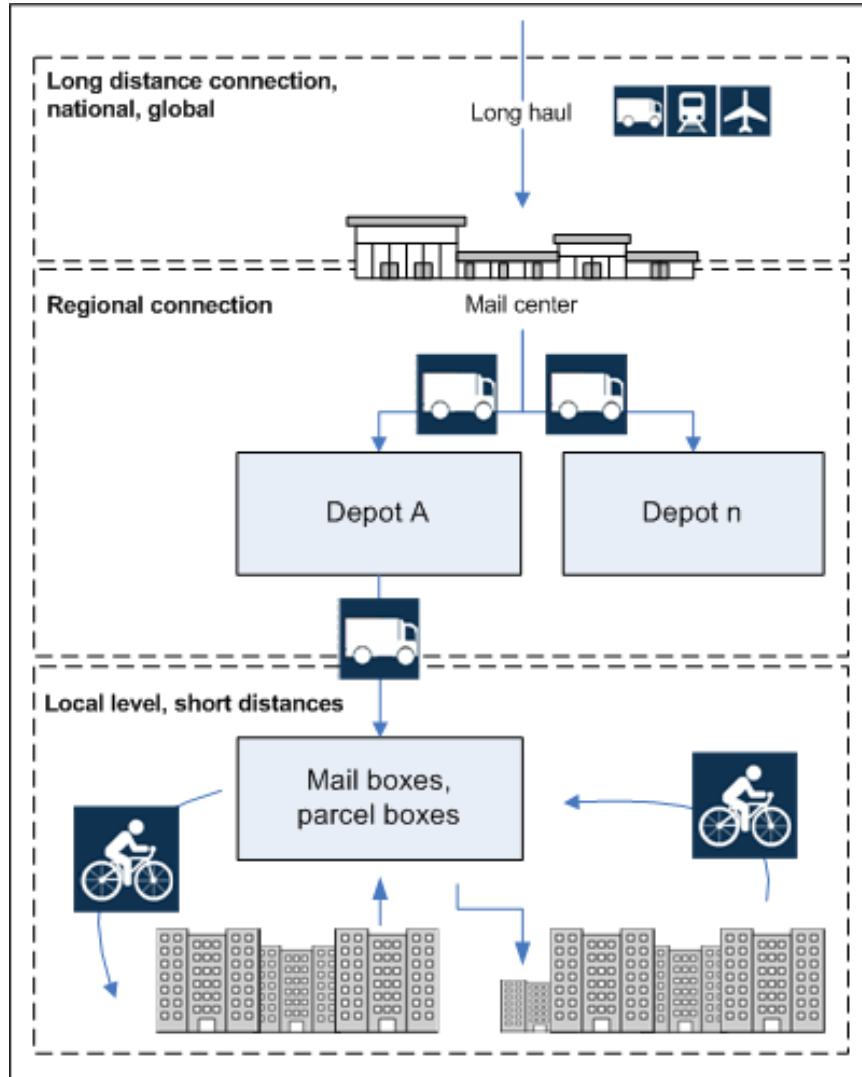 Long distance connection,
national, global
Long haul
Regional connection
Mail center
Depot A
Depot n
Local level, short distances
Mail boxes,
parcel boxes